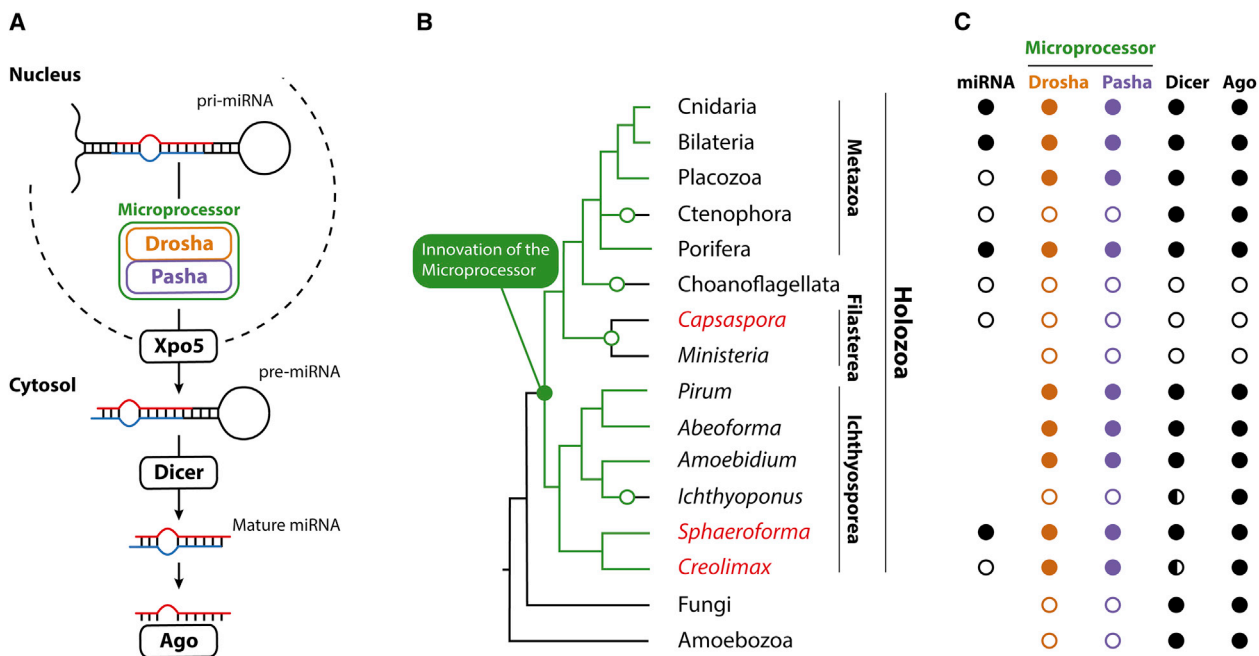 A
Nucleus
pri-miRNA
Microprocessor
Drosha
Pasha
Xpo5
Cytosol
pre-miRNA
Dicer
Mature miRNA
Ago
B
Innovation of the
Microprocessor
Cnidaria
Bilateria
Placozoa
Ctenophora
Porifera
Choanoflagellata
Capsaspora
Ministeria
Pirum
Abeoforma
Amoebidium
Ichthyoponus
Sphaeroforma
Creolimax
Fungi
Amoebozoa
Metazoa
Filasterea
Ichthyosporea
Holozoa
C
Microprocessor
miRNA Drosha Pasha Dicer Ago